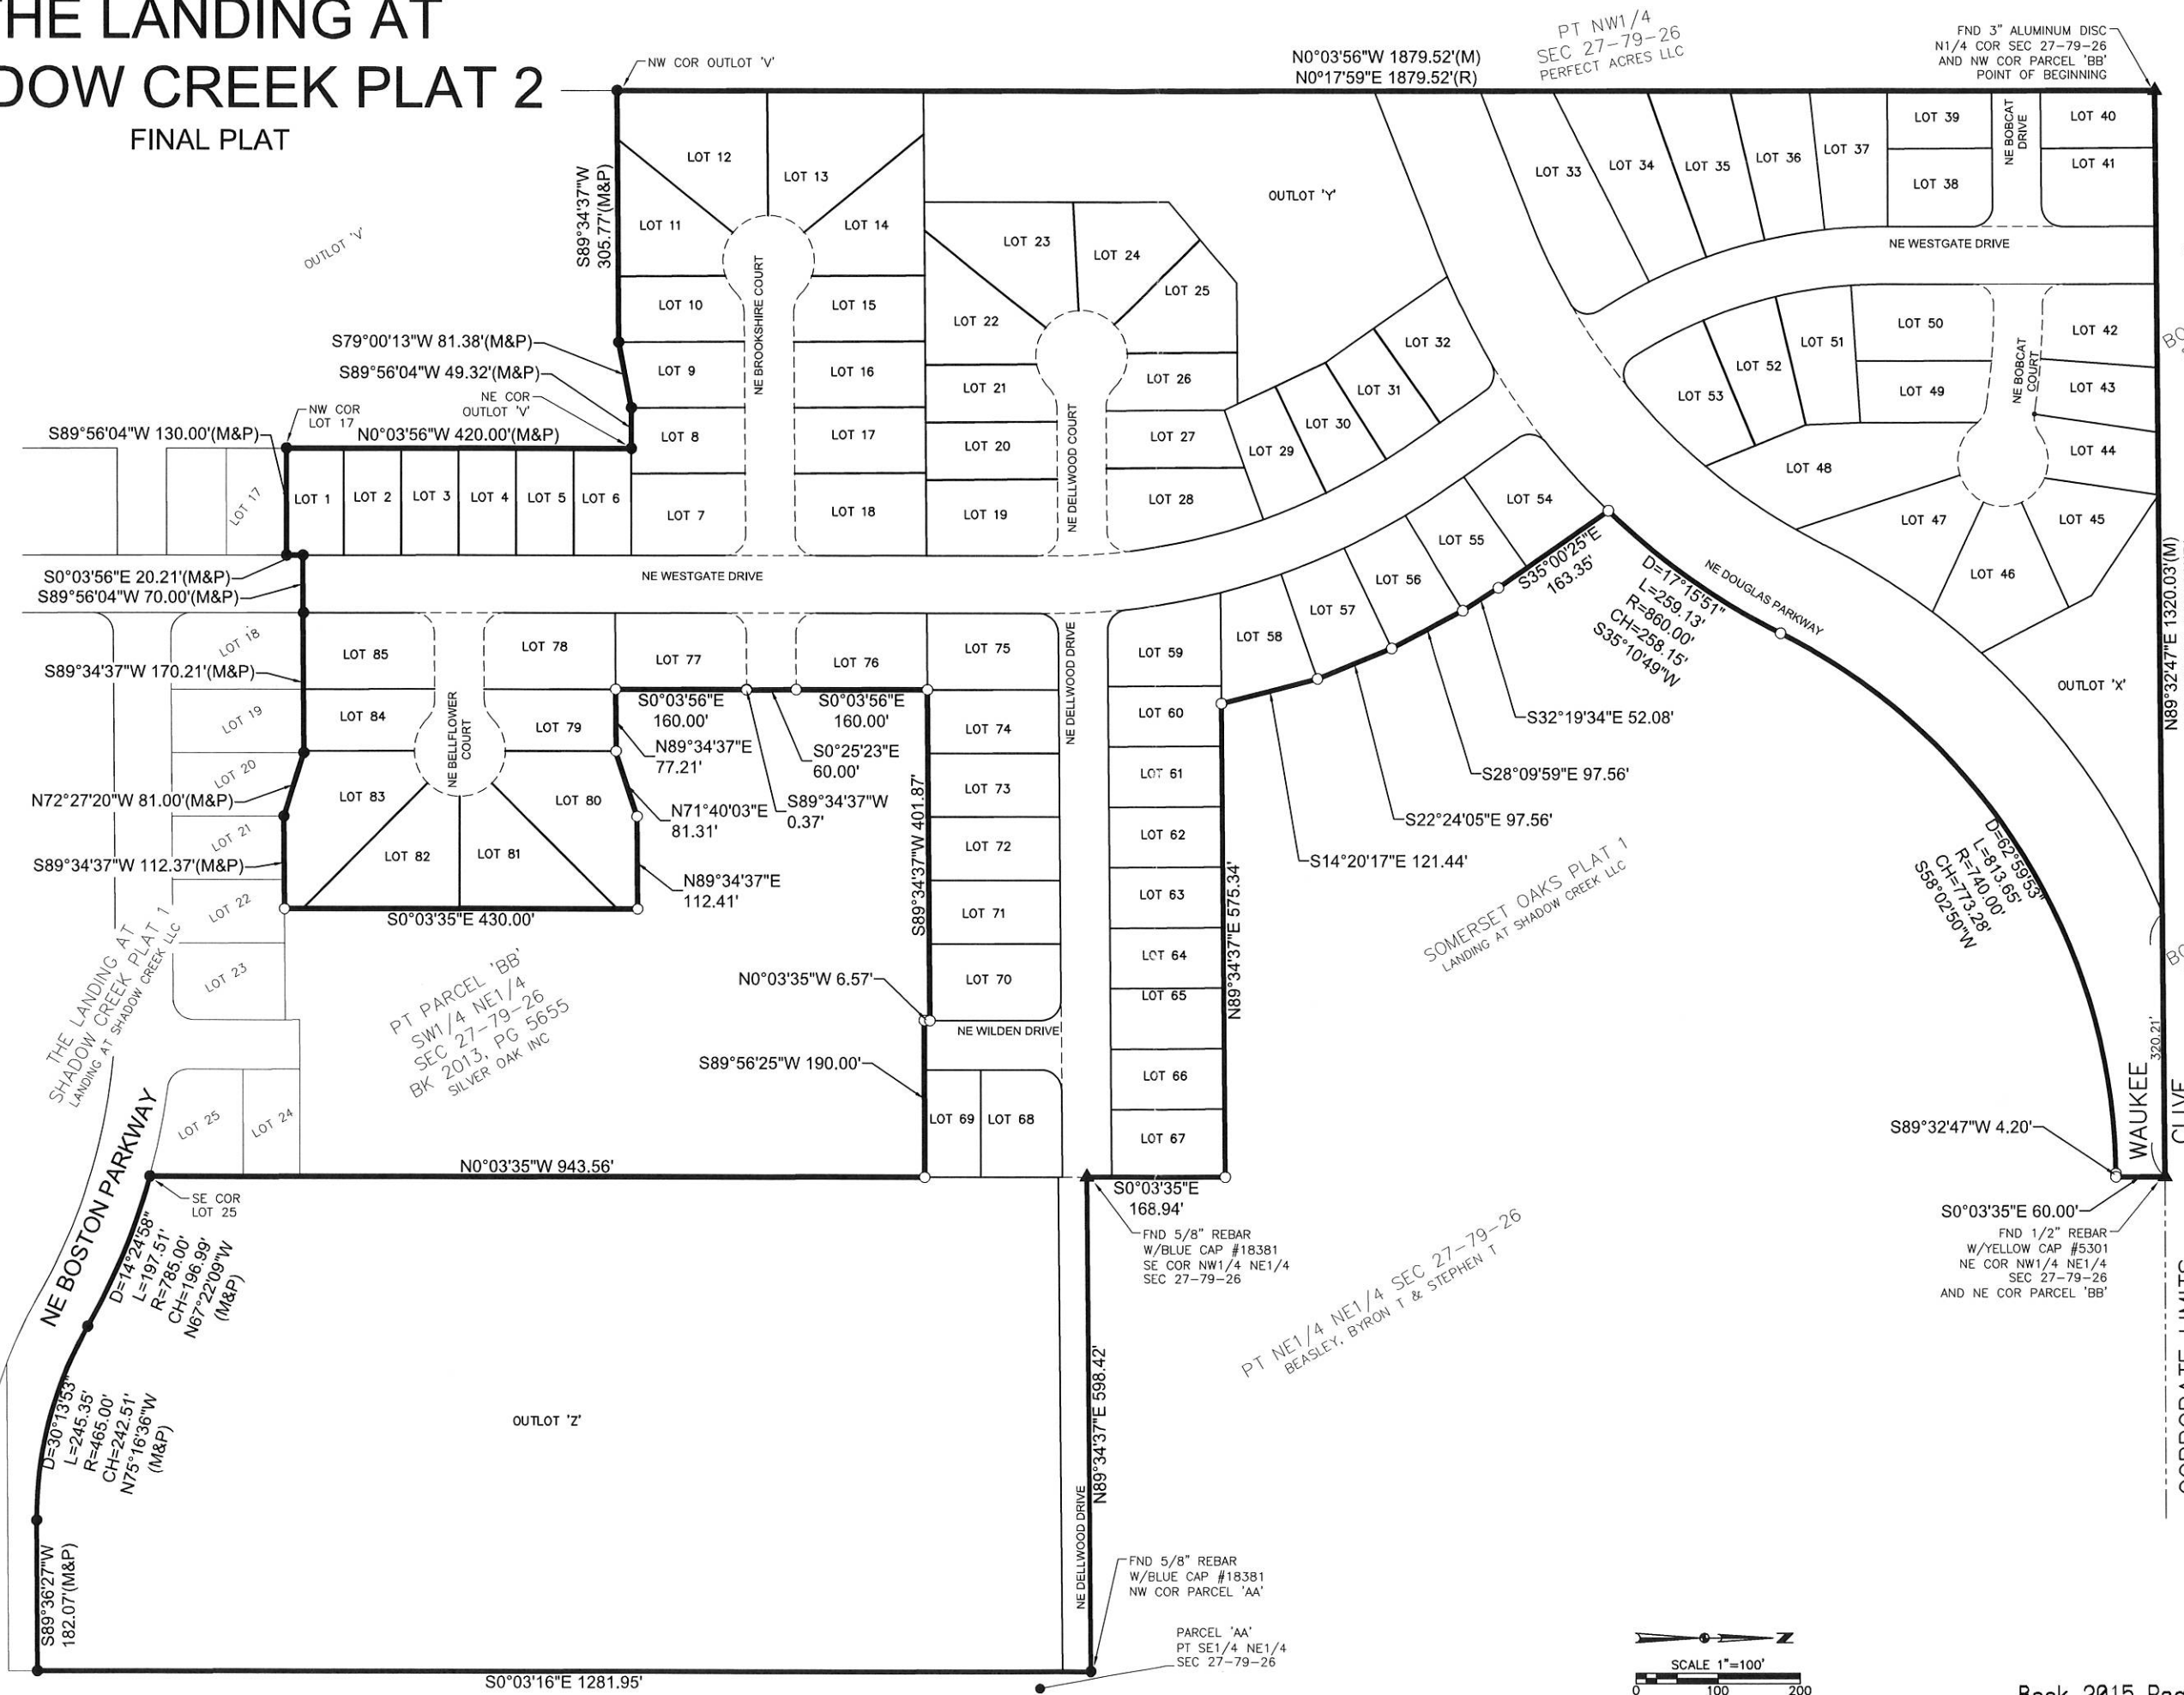 THE LANDING AT
DOW CREEK PLAT 2
FINAL PLAT
NW COR OUTLOT 'V'
N0°03'56"W 1879.52'(M)
N0°17'59"E 1879.52'(R)
PT NW1/4
SEC 27-79-26
PERFECT ACRES LLC
FND 3" ALUMINUM DISC
N1/4 COR SEC 27-79-26
AND NW COR PARCEL 'BB'
POINT OF BEGINNING
OUTLOT 'V'
S89°34'37"W
305.77'(M&P)
LOT 12
LOT 13
LOT 11
LOT 14
LOT 10
LOT 15
LOT 9
LOT 16
LOT 8
LOT 17
LOT 7
LOT 18
NE BROOKSHIRE COURT
LOT 23
LOT 24
LOT 25
LOT 22
LOT 21
LOT 26
LOT 20
LOT 27
LOT 19
LOT 28
NE DELLWOOD COURT
OUTLOT 'Y'
LOT 29
LOT 30
LOT 31
LOT 32
LOT 33
LOT 34
LOT 35
LOT 36
LOT 37
LOT 39
LOT 38
NE BOBCAT
DRIVE
LOT 40
LOT 41
NE WESTGATE DRIVE
LOT 50
LOT 42
LOT 51
LOT 52
LOT 53
LOT 49
LOT 43
NE BOBCAT
COURT
LOT 44
LOT 48
LOT 47
LOT 45
LOT 46
OUTLOT 'X'
N89°32'47"E 1320.03'(M)
S79°00'13"W 81.38'(M&P)
S89°56'04"W 49.32'(M&P)
NE COR
OUTLOT 'V'
NW COR
LOT 17
S89°56'04"W 130.00'(M&P)
N0°03'56"W 420.00'(M&P)
LOT 17
LOT 1
LOT 2
LOT 3
LOT 4
LOT 5
LOT 6
S0°03'56"E 20.21'(M&P)
S89°56'04"W 70.00'(M&P)
NE WESTGATE DRIVE
LOT 54
LOT 55
LOT 56
LOT 57
LOT 58
S35°00'25"E
163.35'
D=17°15'51"
L=259.13'
R=860.00'
CH=258.15'
S35°10'49"W
NE DOUGLAS PARKWAY
LOT 18
LOT 19
LOT 20
LOT 21
LOT 22
LOT 23
S89°34'37"W 170.21'(M&P)
N72°27'20"W 81.00'(M&P)
S89°34'37"W 112.37'(M&P)
LOT 85
LOT 78
LOT 77
LOT 76
LOT 75
LOT 84
LOT 79
NE BELLFLOWER
COURT
LOT 83
LOT 80
LOT 82
LOT 81
S0°03'35"E 430.00'
S0°03'56"E
160.00'
S0°03'56"E
160.00'
N89°34'37"E
77.21'
S0°25'23"E
60.00'
N71°40'03"E
81.31'
S89°34'37"W
0.37'
N89°34'37"E
112.41'
S89°34'37"W 401.87'
NE DELLWOOD DRIVE
LOT 74
LOT 73
LOT 72
LOT 71
LOT 70
LOT 59
LOT 60
LOT 61
LOT 62
LOT 63
LOT 64
LOT 65
LOT 66
LOT 67
N89°34'37"E 575.34'
S32°19'34"E 52.08'
S28°09'59"E 97.56'
S22°24'05"E 97.56'
S14°20'17"E 121.44'
SOMERSET OAKS PLAT 1
LANDING AT SHADOW CREEK LLC
D=62°59'53"
L=813.65'
R=740.00'
CH=773.28'
S58°02'50"W
THE LANDING AT
SHADOW CREEK PLAT 1
LANDING AT SHADOW CREEK LLC
PT PARCEL 'BB'
SW1/4 NE1/4
SEC 27-79-26
BK 2013, PG 5655
SILVER OAK INC
N0°03'35"W 6.57'
NE WILDEN DRIVE
S89°56'25"W 190.00'
LOT 69
LOT 68
320.21'
WAUKEE
CLIVE
S89°32'47"W 4.20'
S0°03'35"E 60.00'
FND 1/2" REBAR
W/YELLOW CAP #5301
NE COR NW1/4 NE1/4
SEC 27-79-26
AND NE COR PARCEL 'BB'
CORPORATE LIMITS
LOT 25
LOT 24
N0°03'35"W 943.56'
SE COR
LOT 25
NE BOSTON PARKWAY
D=14°24'58"
L=197.51'
R=785.00'
CH=196.99'
N67°22'09"W
(M&P)
D=30°13'53"
L=245.35'
R=465.00'
CH=242.51'
N75°16'36"W
(M&P)
S0°03'35"E
168.94'
FND 5/8" REBAR
W/BLUE CAP #18381
SE COR NW1/4 NE1/4
SEC 27-79-26
PT NE1/4 NE1/4 SEC 27-79-26
BEASLEY, BYRON T & STEPHEN T
OUTLOT 'Z'
N89°34'37"E 598.42'
NE DELLWOOD DRIVE
S89°36'27"W
182.07'(M&P)
S0°03'16"E 1281.95'
FND 5/8" REBAR
W/BLUE CAP #18381
NW COR PARCEL 'AA'
PARCEL 'AA'
PT SE1/4 NE1/4
SEC 27-79-26
Z
SCALE 1"=100'
0 100 200
Book 2015 Pag